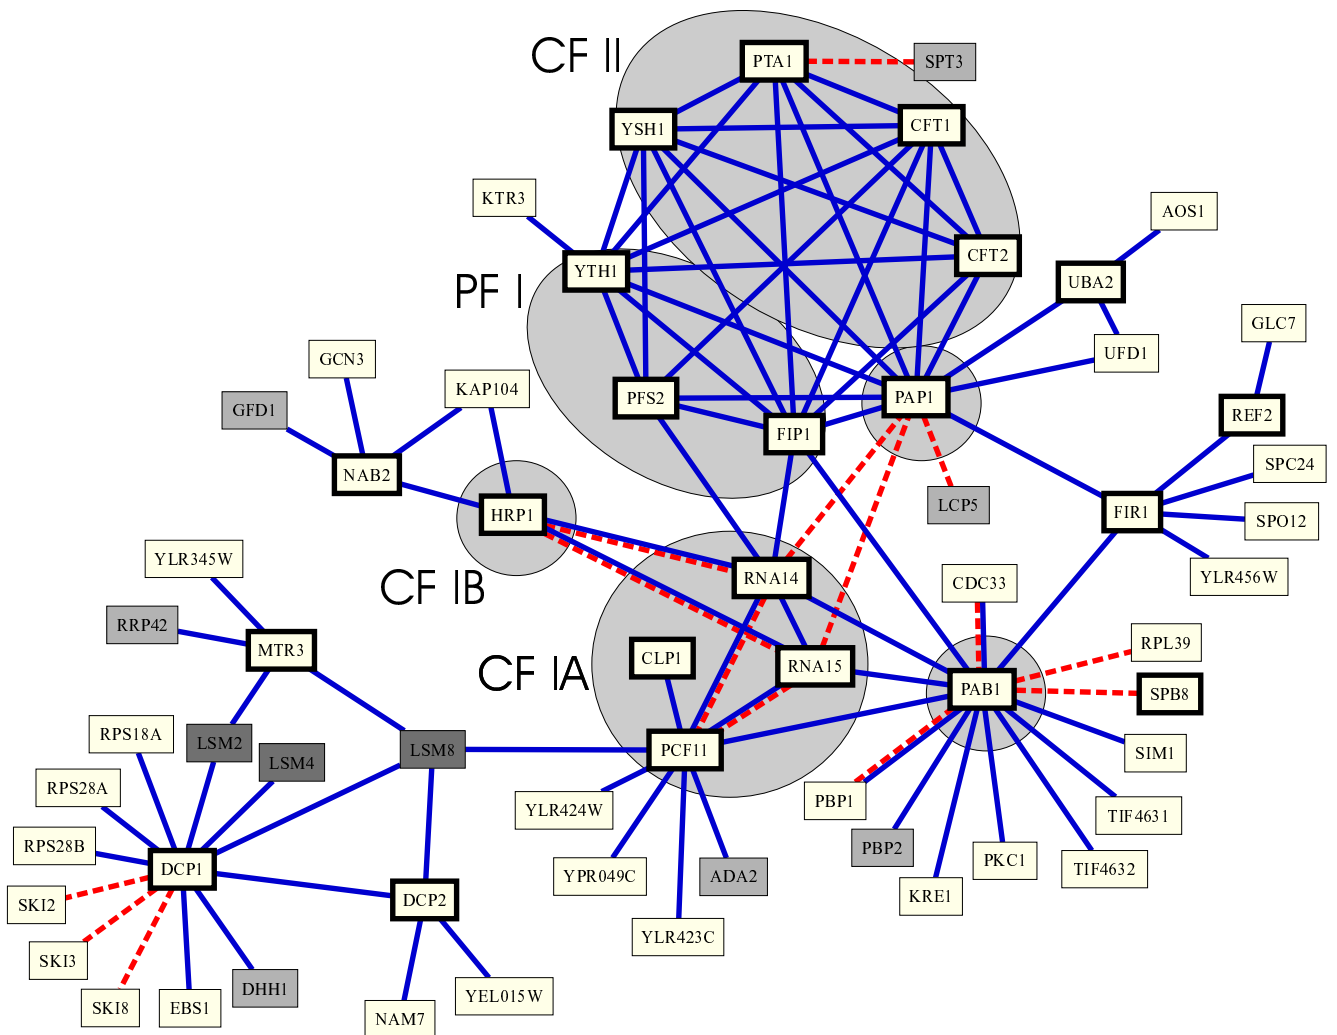 CF II
PTA1
SPT3
YSH1
CFT1
KTR3
AOS1
CFT2
YTH1
UBA2
PF I
GLC7
GCN3
UFD1
KAP104
GFD1
PFS2
PAP1
REF2
FIP1
SPC24
NAB2
LCP5
HRP1
FIR1
SPO12
YLR345W
CF IB
RNA14
CDC33
YLR456W
RRP42
MTR3
RPL39
CLP1
RNA15
CF IA
PAB1
SPB8
RPS18A
LSM2
LSM8
PCF11
SIM1
LSM4
RPS28A
YLR424W
PBP1
TIF4631
RPS28B
DCP1
PBP2
PKC1
TIF4632
YPR049C
ADA2
SKI2
DCP2
KRE1
YLR423C
SKI3
DHH1
YEL015W
SKI8
EBS1
NAM7